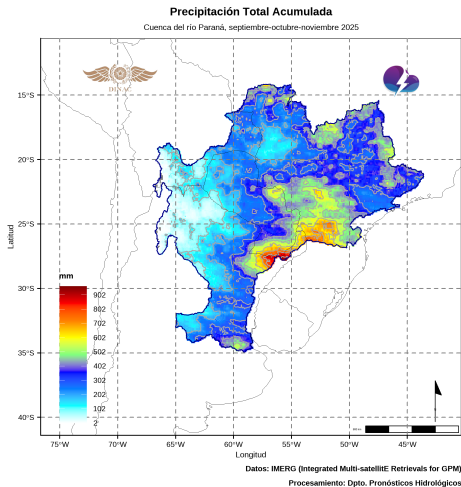 Precipitación Total Acumulada
Cuenca del río Paraná, septiembre-octubre-noviembre 2025
DINAC
15°S
20°S
25°S
30°S
35°S
40°S
Latitud
mm
902
802
702
602
502
402
302
202
102
2
75°W 70°W 65°W 60°W 55°W 50°W 45°W
Longitud
Datos: IMERG (Integrated Multi-satellitE Retrievals for GPM)
Procesamiento: Dpto. Pronósticos Hidrológicos